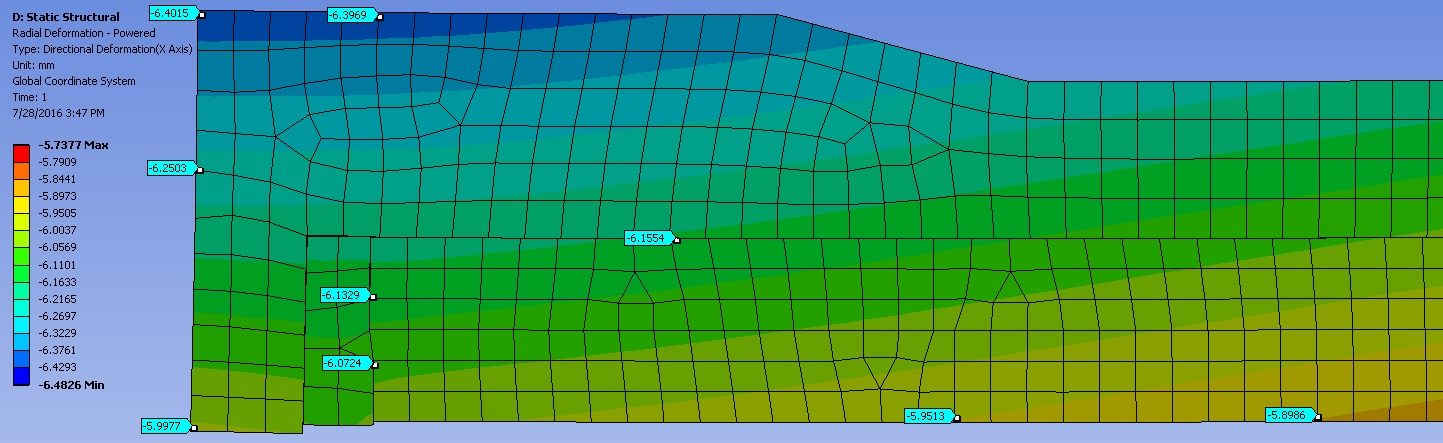 D: Static Structural
Radial Deformation - Powered
Type: Directional Deformation(X Axis)
Unit: mm
Global Coordinate System
Time: 1
7/28/2016 3:47 PM
-5.7377 Max
-5.7909
-5.8441
-5.8973
-5.9505
-6.0037
-6.0569
-6.1101
-6.1633
-6.2165
-6.2697
-6.3229
-6.3761
-6.4293
-6.4826 Min
-6.4015
-6.3969
-6.2503
-6.1554
-6.1329
-6.0724
-5.9977
-5.9513
-5.8986